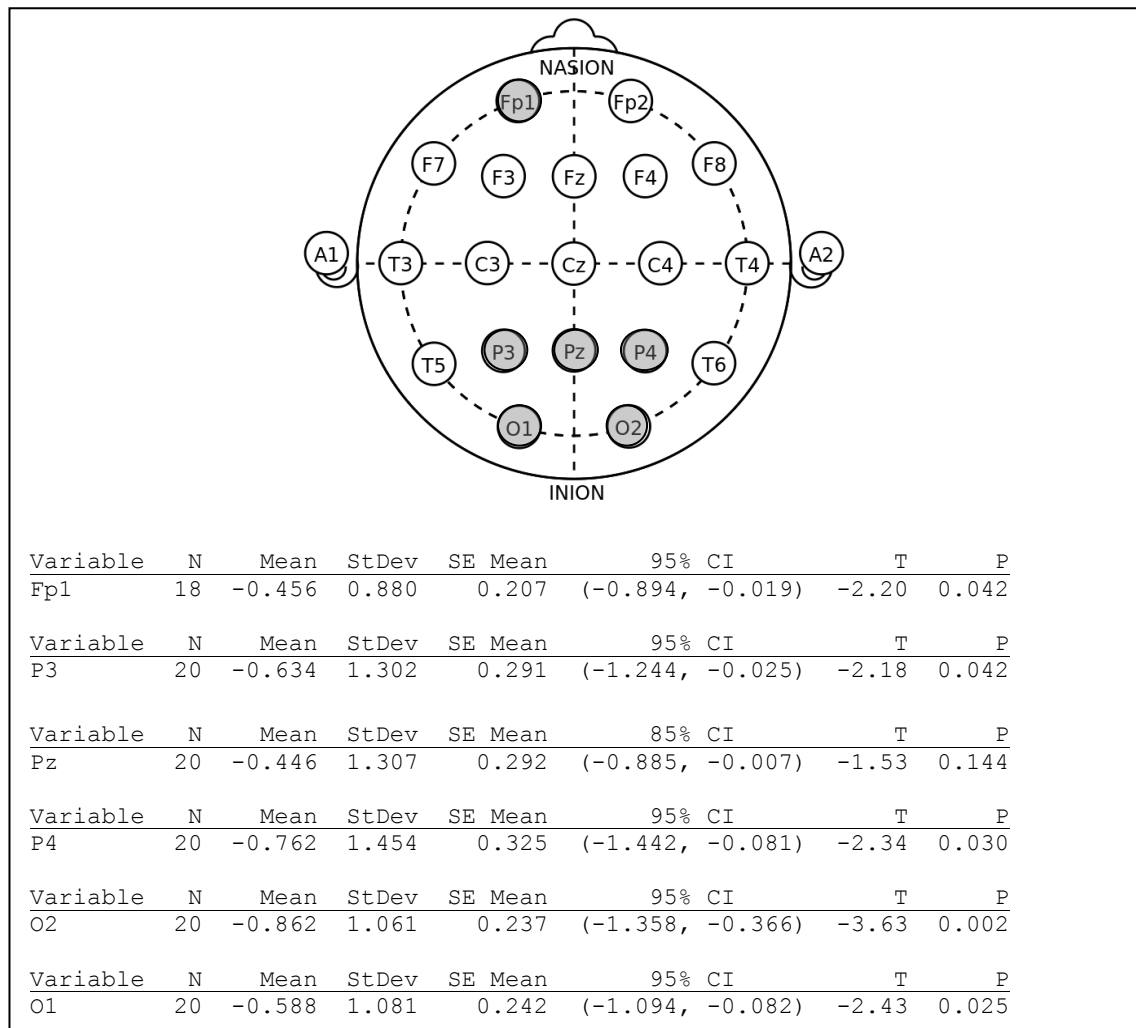 NASION
Fp1 Fp2
F7 F3 Fz F4 F8
A1 T3 C3 Cz C4 T4 A2
T5 P3 Pz P4 T6
O1 O2
INION
Variable N Mean StDev SE Mean 95% CI T P
Fp1 18 -0.456 0.880 0.207 (-0.894, -0.019) -2.20 0.042
Variable N Mean StDev SE Mean 95% CI T P
P3 20 -0.634 1.302 0.291 (-1.244, -0.025) -2.18 0.042
Variable N Mean StDev SE Mean 85% CI T P
Pz 20 -0.446 1.307 0.292 (-0.885, -0.007) -1.53 0.144
Variable N Mean StDev SE Mean 95% CI T P
P4 20 -0.762 1.454 0.325 (-1.442, -0.081) -2.34 0.030
Variable N Mean StDev SE Mean 95% CI T P
O2 20 -0.862 1.061 0.237 (-1.358, -0.366) -3.63 0.002
Variable N Mean StDev SE Mean 95% CI T P
O1 20 -0.588 1.081 0.242 (-1.094, -0.082) -2.43 0.025